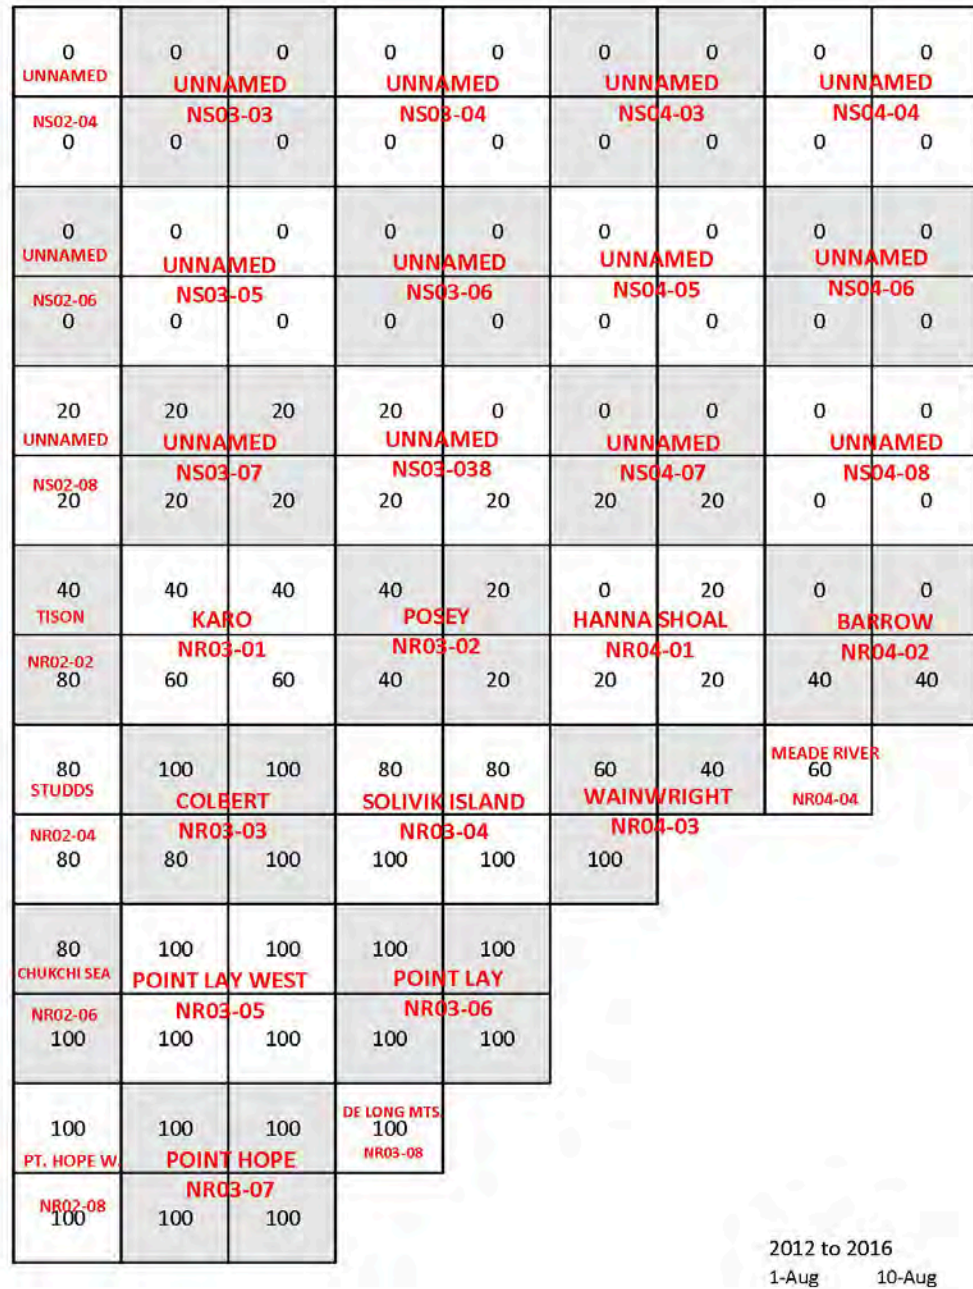 0 0 0 0 0 0 0 0 0
UNNAMED UNNAMED UNNAMED UNNAMED UNNAMED
NS02-04 NS03-03 NS03-04 NS04-03 NS04-04
0 0 0 0 0 0 0 0 0
0 0 0 0 0 0 0 0 0
UNNAMED UNNAMED UNNAMED UNNAMED UNNAMED
NS02-06 NS03-05 NS03-06 NS04-05 NS04-06
0 0 0 0 0 0 0 0 0
20 20 20 20 0 0 0 0 0
UNNAMED UNNAMED UNNAMED UNNAMED UNNAMED
NS02-08 NS03-07 NS03-038 NS04-07 NS04-08
20 20 20 20 20 20 20 0 0
40 40 40 40 20 0 20 0 0
TISON KARO POSEY HANNA SHOAL BARROW
NR02-02 NR03-01 NR03-02 NR04-01 NR04-02
80 60 60 40 20 20 20 40 40
MEADE RIVER
80 100 100 80 80 60 40 60
STUDDS COLBERT SOLIVIK ISLAND WAINWRIGHT NR04-04
NR02-04 NR03-03 NR03-04 NR04-03
80 80 100 100 100 100
80 100 100 100 100
CHUKCHI SEA POINT LAY WEST POINT LAY
NR02-06 NR03-05 NR03-06
100 100 100 100 100
DE LONG MTS.
100 100 100 100
PT. HOPE W. POINT HOPE NR03-08
NR02-08 NR03-07
100 100 100
2012 to 2016
1-Aug 10-Aug